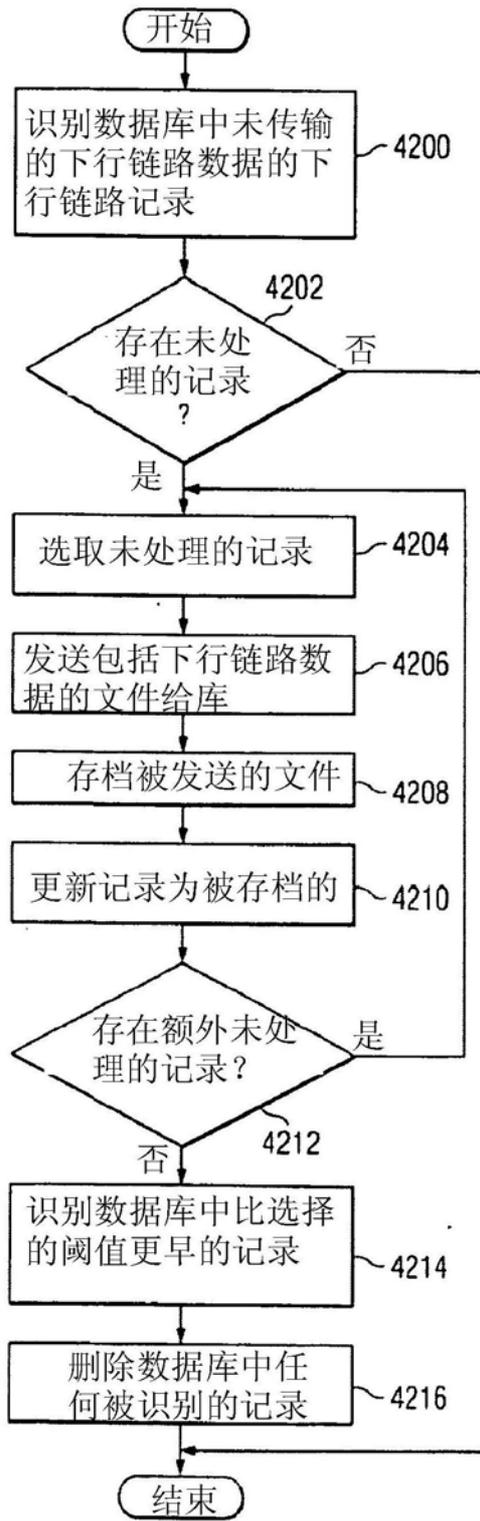 开始
识别数据库中未传输
的下行链路数据的下
行链路记录
4200
4202
存在未处
理的记录
?
否
是
选取未处理的记录
4204
发送包括下行链路数
据的文件给库
4206
存档被发送的文件
4208
更新记录为被存档的
4210
存在额外未处
理的记录?
是
4212
否
识别数据库中比选择
的阈值更早的记录
4214
删除数据库中任
何被识别的记录
4216
结束